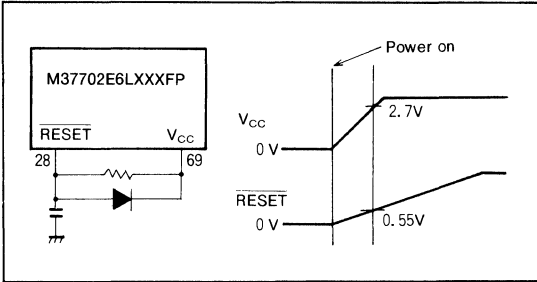 M37702E6LXXXFP
RESET
VCC
28
69
Power on
VCC
2.7V
0 V
RESET
0 V
0.55V